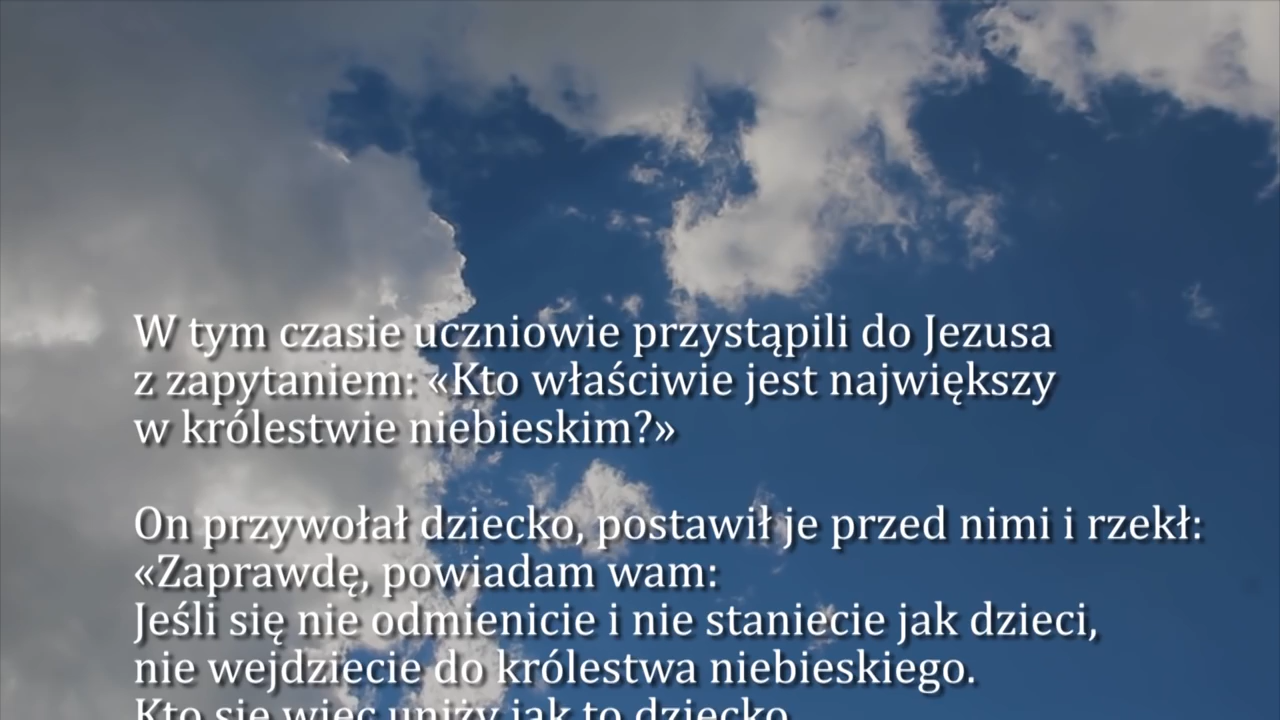 W tym czasie uczniowie przystąpili do Jezusa
z zapytaniem: «Kto właściwie jest największy
w królestwie niebieskim?»
On przywołał dziecko, postawił je przed nimi i rzekł:
«Zaprawdę, powiadam wam:
Jeśli się nie odmienicie i nie staniecie jak dzieci,
nie wejdziecie do królestwa niebieskiego.
Kto się więc uniży jak to dziecko